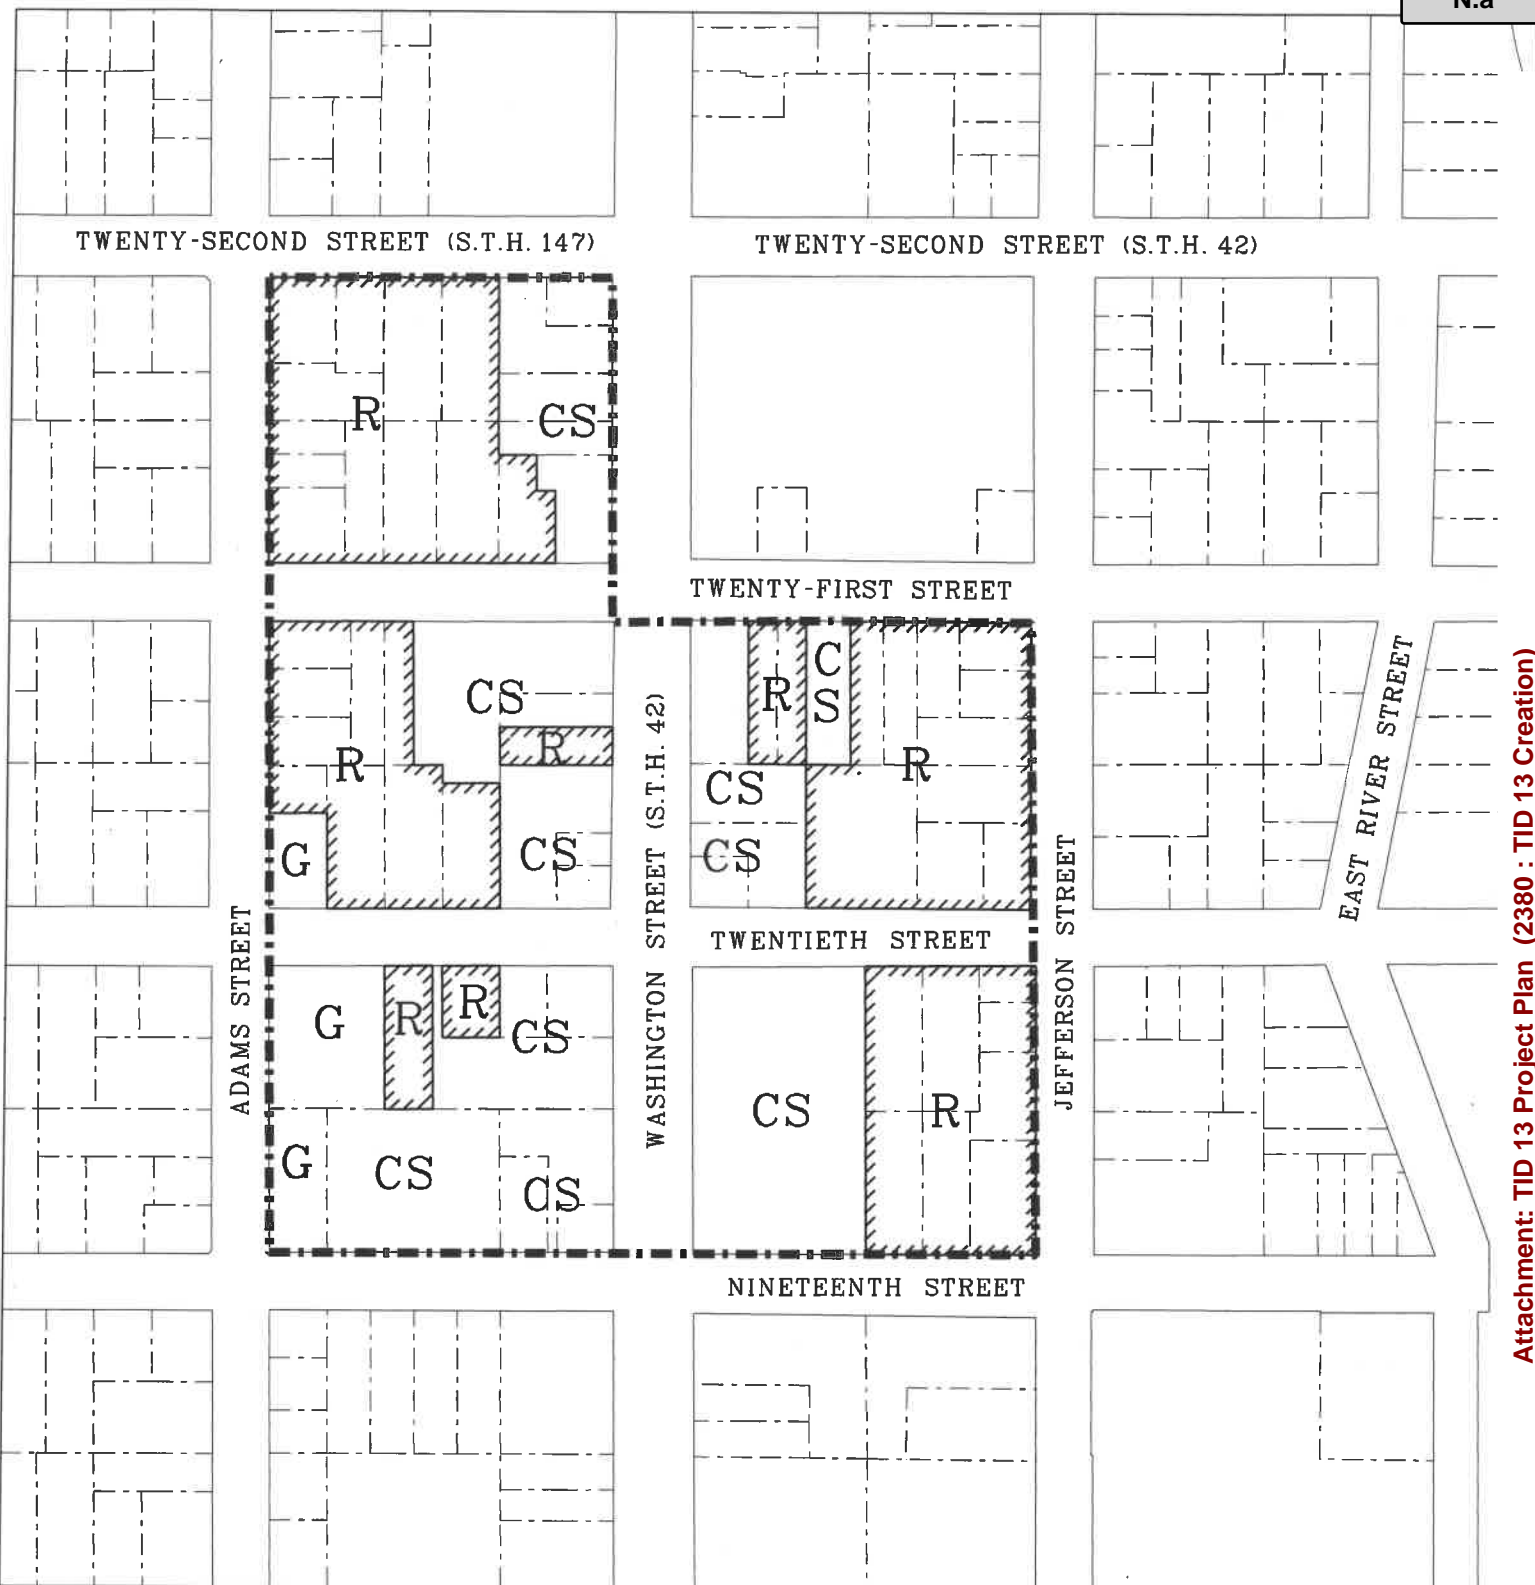 N.a
TWENTY-SECOND STREET (S.T.H. 147)
TWENTY-SECOND STREET (S.T.H. 42)
R
CS
TWENTY-FIRST STREET
CS
R
R
G
CS
R
C
S
R
CS
CS
WASHINGTON STREET (S.T.H. 42)
EAST RIVER STREET
TWENTIETH STREET
ADAMS STREET
JEFFERSON STREET
G
R
R
CS
G
CS
CS
CS
R
NINETEENTH STREET
Attachment: TID 13 Project Plan (2380 : TID 13 Creation)